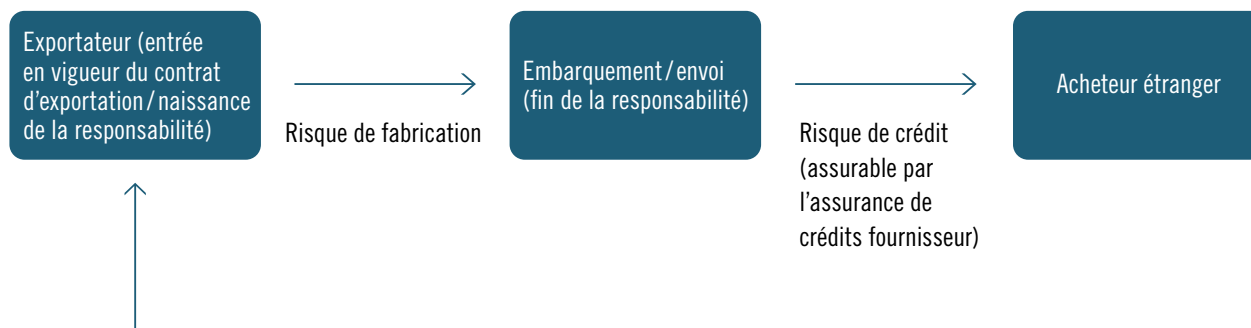 Exportateur (entrée
en vigueur du contrat
d’exportation / naissance
de la responsabilité)
Risque de fabrication
Embarquement / envoi
(fin de la responsabilité)
Risque de crédit
(assurable par
l’assurance de
crédits fournisseur)
Acheteur étranger